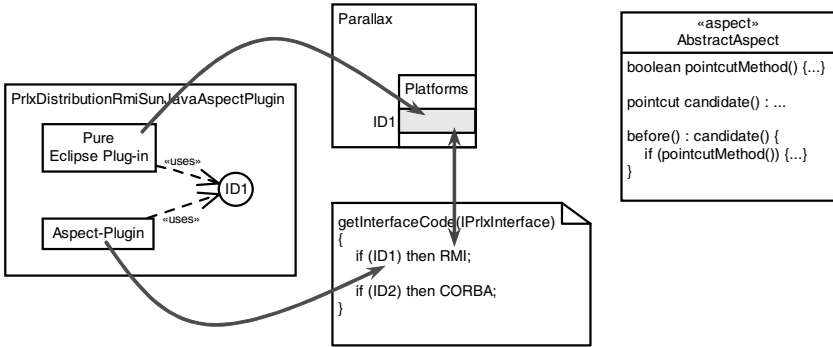 PrlxDistributionRmiSunJavaAspectPlugin
Pure
Eclipse Plug-in
«uses»
ID1
«uses»
Aspect-Plugin
Parallax
Platforms
ID1
getInterfaceCode(IPrlxInterface)
{
if (ID1) then RMI;
if (ID2) then CORBA;
}
«aspect»
AbstractAspect
boolean pointcutMethod() {...}
pointcut candidate() : ...
before() : candidate() {
if (pointcutMethod()) {...}
}